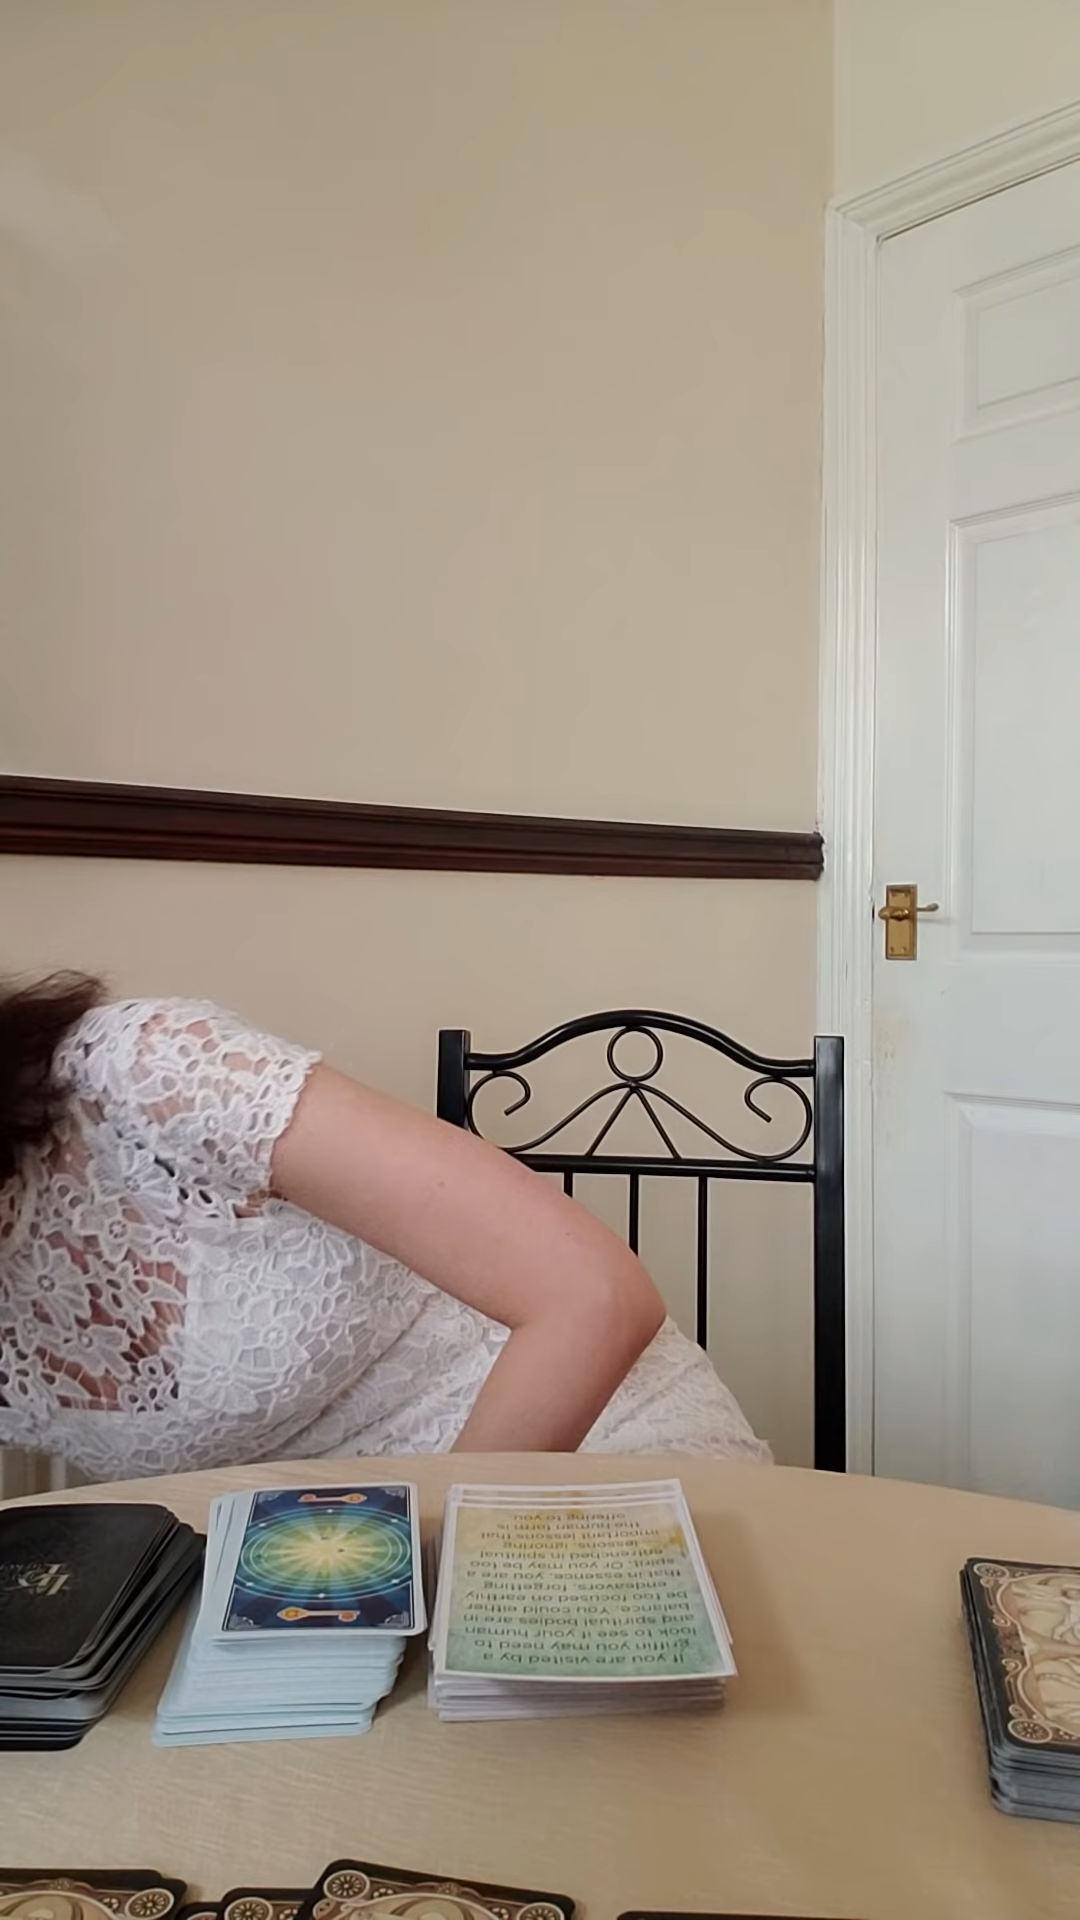 If you are visited by a
griffin you may need to
look to see if your human
and spiritual bodies are in
balance. You could either
be too focused on earthly
endeavors, forgetting
that in essence, you are a
spirit. Or you may be too
entrenched in spiritual
lessons, ignoring
important lessons that
the human form is
offering to you.